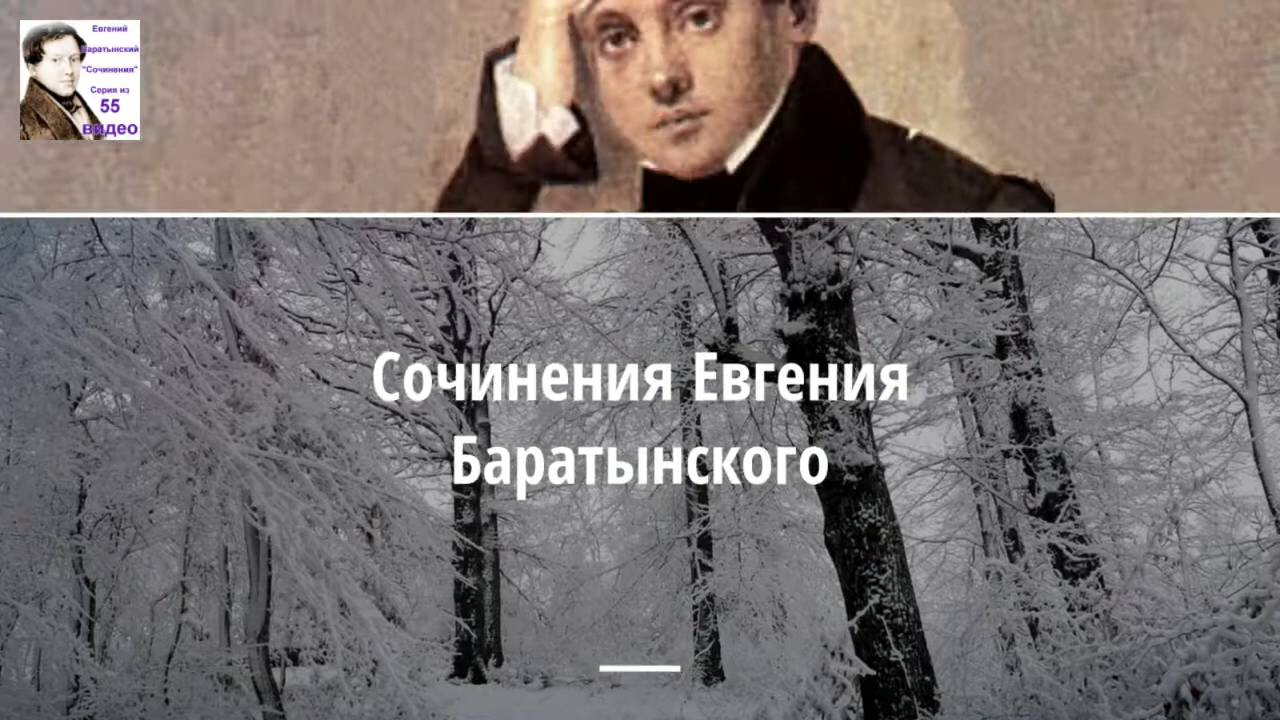 Евгений
Баратынский
"Сочинения"
Серия из
55
видео
Сочинения Евгения
Баратынского